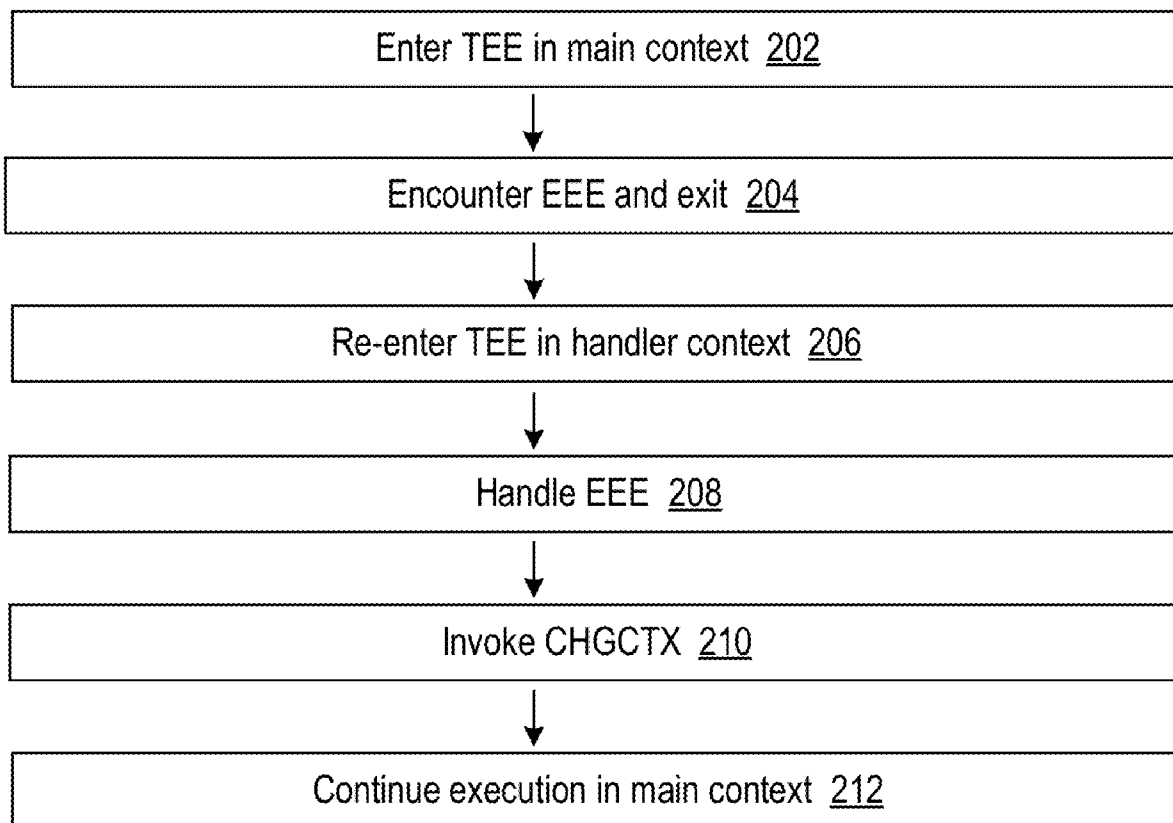 Enter TEE in main context 202
Encounter EEE and exit 204
Re-enter TEE in handler context 206
Handle EEE 208
Invoke CHGCTX 210
Continue execution in main context 212